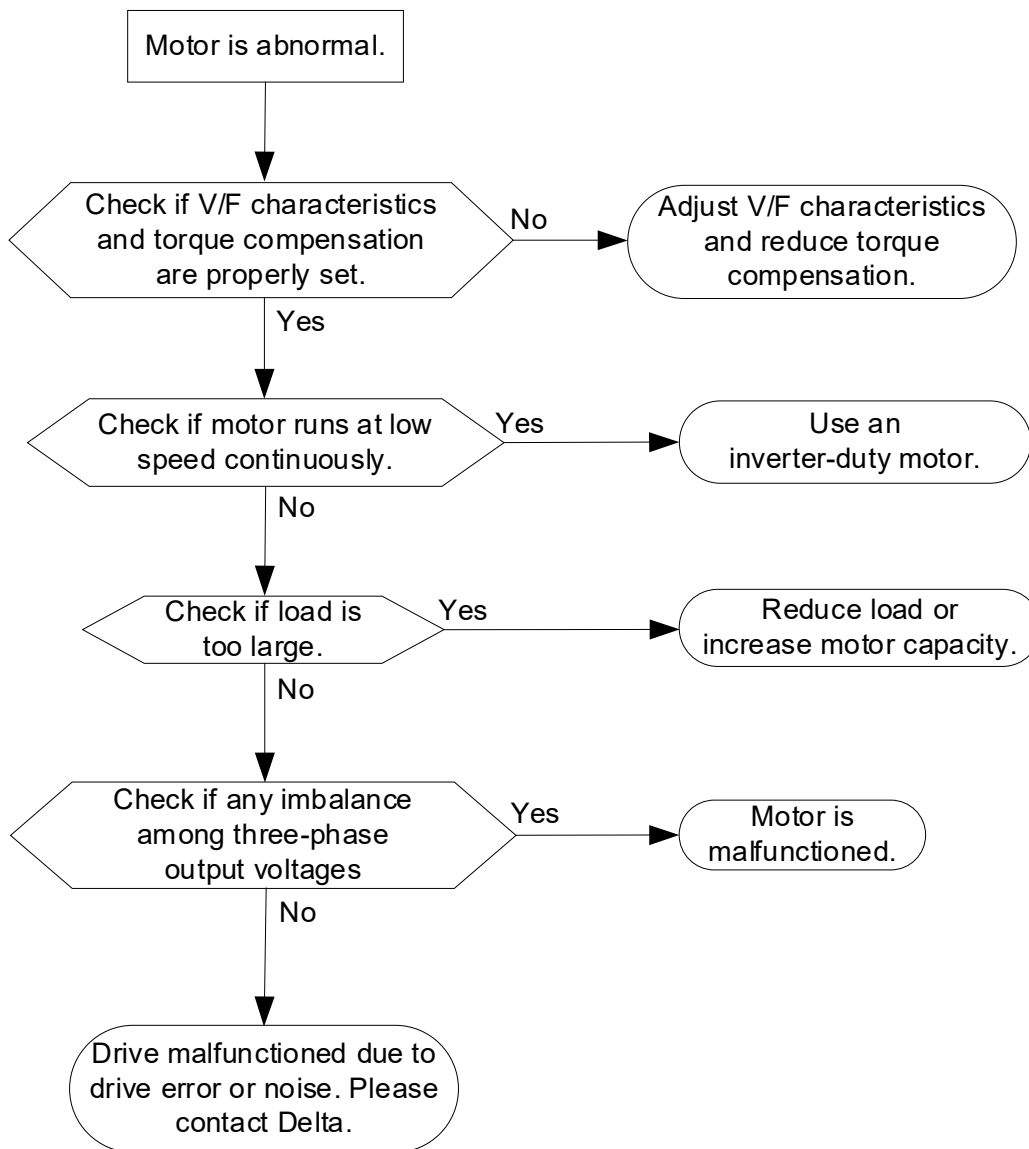 Motor is abnormal.
Check if V/F characteristics
and torque compensation
are properly set.
No
Adjust V/F characteristics
and reduce torque
compensation.
Yes
Check if motor runs at low
speed continuously.
Yes
Use an
inverter-duty motor.
No
Check if load is
too large.
Yes
Reduce load or
increase motor capacity.
No
Check if any imbalance
among three-phase
output voltages
Yes
Motor is
malfunctioned.
No
Drive malfunctioned due to
drive error or noise. Please
contact Delta.